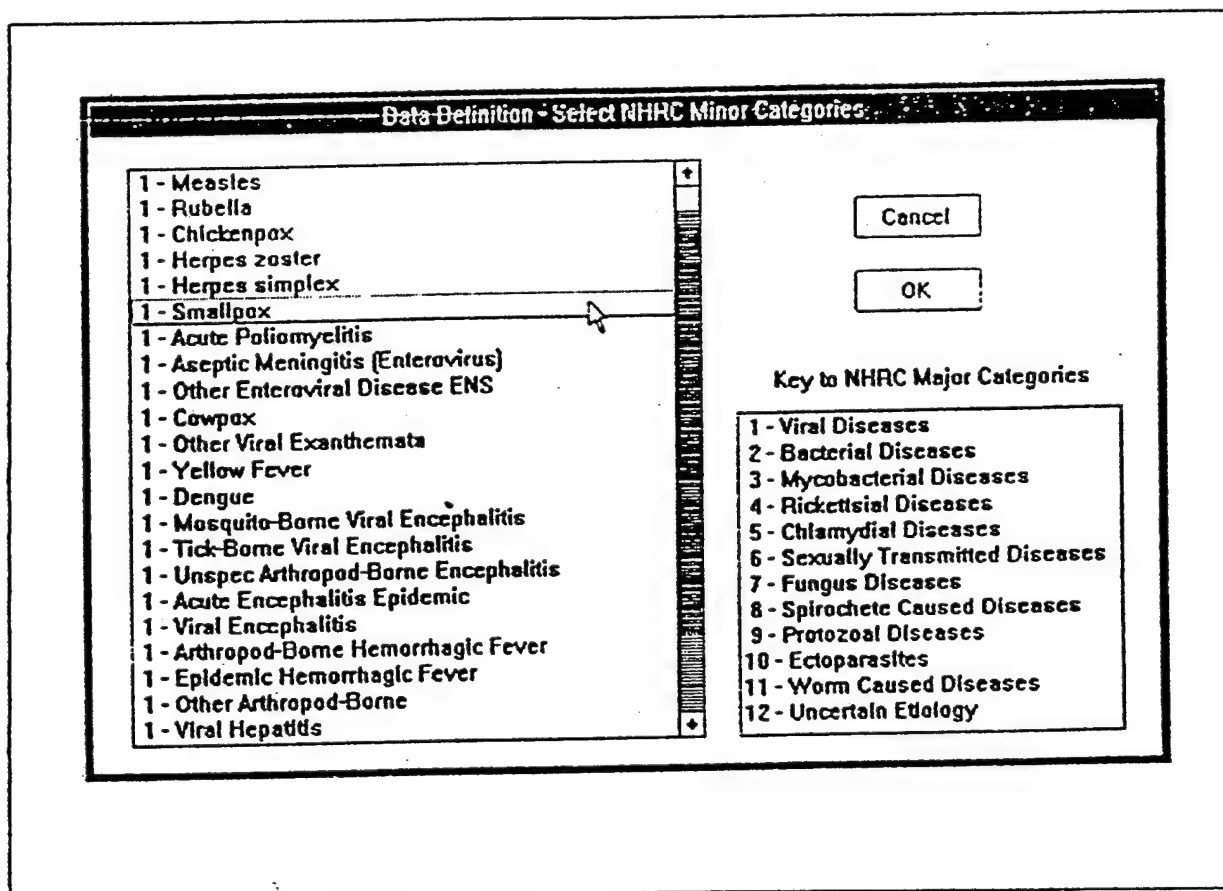 Data Definition - Select NHRC Minor Categories
1 - Measles
1 - Rubella
1 - Chickenpox
1 - Herpes zoster
1 - Herpes simplex
1 - Smallpox
1 - Acute Poliomyelitis
1 - Aseptic Meningitis (Enterovirus)
1 - Other Enteroviral Disease ENS
1 - Cowpox
1 - Other Viral Exanthemata
1 - Yellow Fever
1 - Dengue
1 - Mosquito-Borne Viral Encephalitis
1 - Tick-Borne Viral Encephalitis
1 - Unspec Arthropod-Borne Encephalitis
1 - Acute Encephalitis Epidemic
1 - Viral Encephalitis
1 - Arthropod-Borne Hemorrhagic Fever
1 - Epidemic Hemorrhagic Fever
1 - Other Arthropod-Borne
1 - Viral Hepatitis
Cancel
OK
Key to NHRC Major Categories
1 - Viral Diseases
2 - Bacterial Diseases
3 - Mycobacterial Diseases
4 - Rickettsial Diseases
5 - Chlamydial Diseases
6 - Sexually Transmitted Diseases
7 - Fungus Diseases
8 - Spirochete Caused Diseases
9 - Protozoal Diseases
10 - Ectoparasites
11 - Worm Caused Diseases
12 - Uncertain Etiology